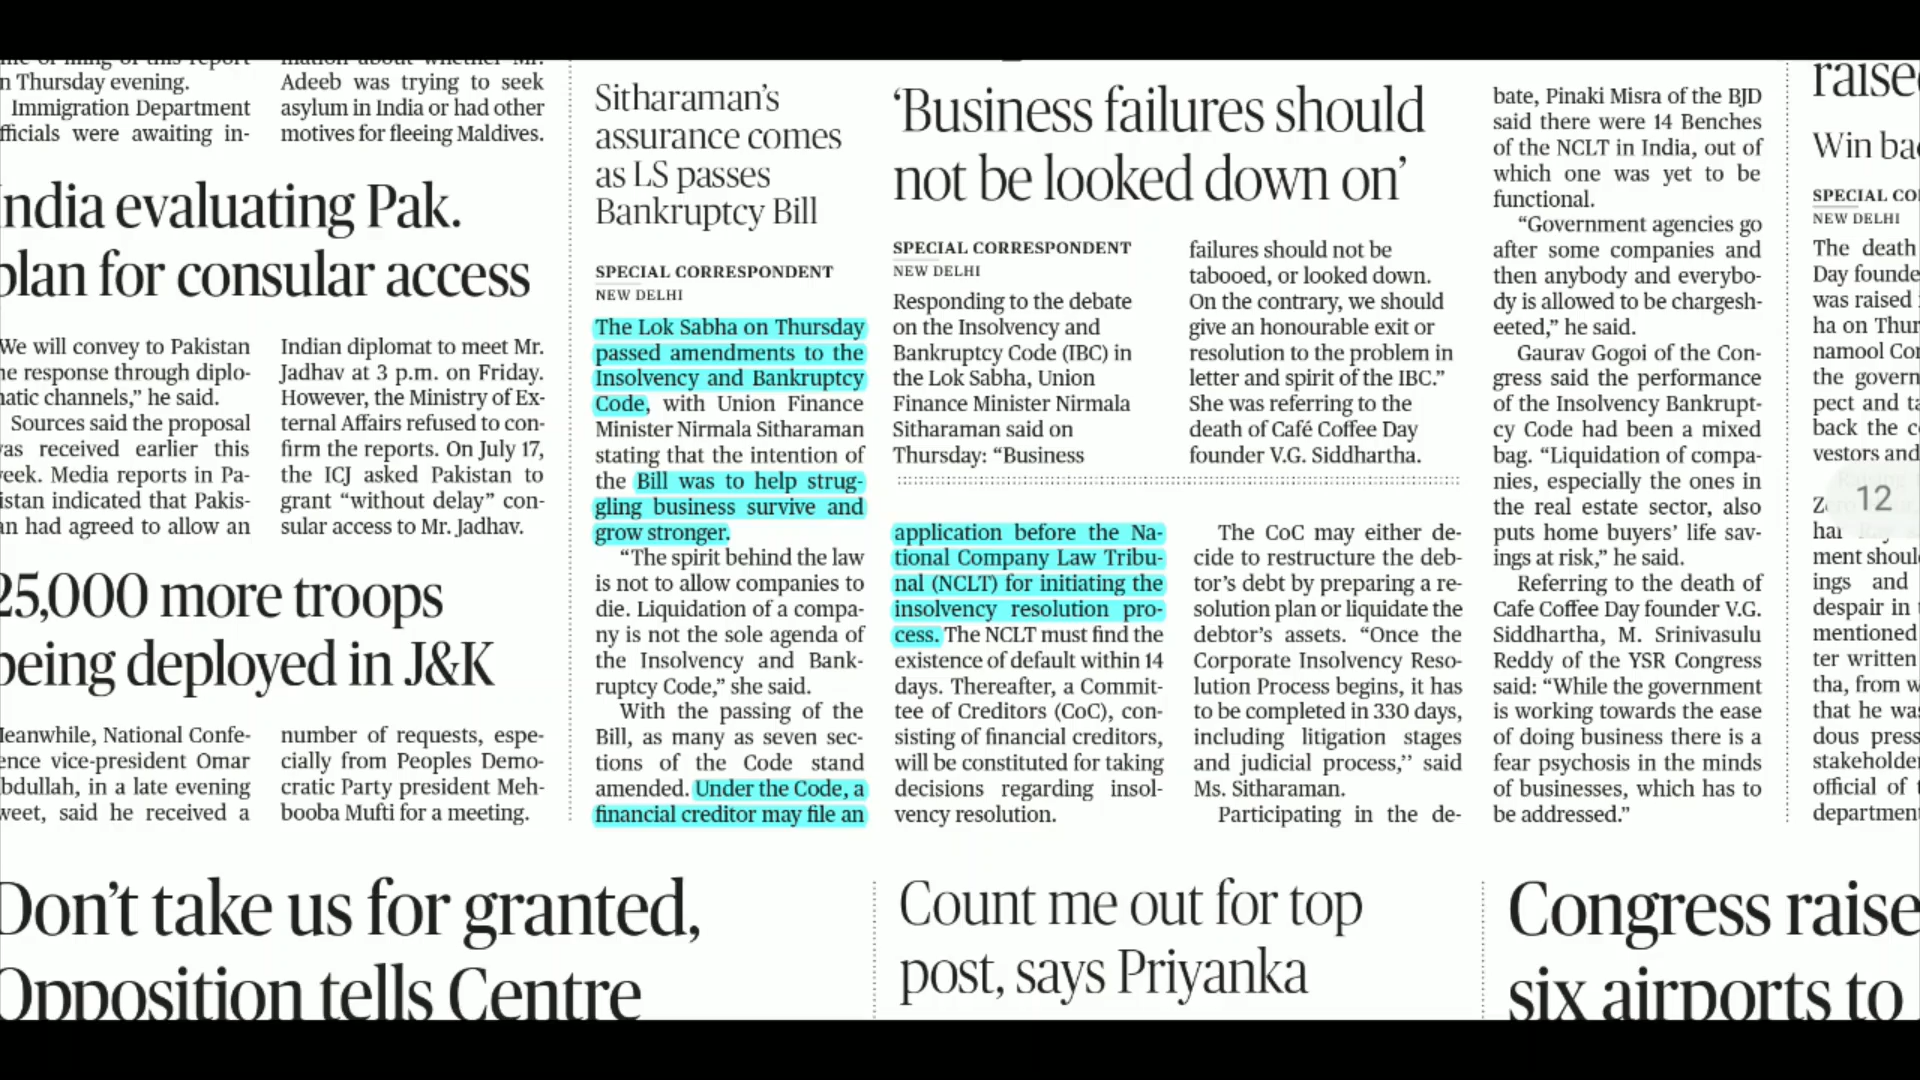 n Thursday evening.
Immigration Department
fficials were awaiting in-
Adeeb was trying to seek
asylum in India or had other
motives for fleeing Maldives.
India evaluating Pak.
plan for consular access
We will convey to Pakistan
he response through diplo-
matic channels,” he said.
Sources said the proposal
was received earlier this
week. Media reports in Pa-
kistan indicated that Pakis-
an had agreed to allow an
Indian diplomat to meet Mr.
Jadhav at 3 p.m. on Friday.
However, the Ministry of Ex-
ternal Affairs refused to con-
firm the reports. On July 17,
the ICJ asked Pakistan to
grant “without delay” con-
sular access to Mr. Jadhav.
25,000 more troops
being deployed in J&K
Meanwhile, National Confe-
ence vice-president Omar
bdullah, in a late evening
weet, said he received a
number of requests, espe-
cially from Peoples Demo-
cratic Party president Meh-
booba Mufti for a meeting.
Sitharaman’s
assurance comes
as LS passes
Bankruptcy Bill
SPECIAL CORRESPONDENT
NEW DELHI
The Lok Sabha on Thursday
passed amendments to the
Insolvency and Bankruptcy
Code, with Union Finance
Minister Nirmala Sitharaman
stating that the intention of
the Bill was to help strug-
gling business survive and
grow stronger.
“The spirit behind the law
is not to allow companies to
die. Liquidation of a compa-
ny is not the sole agenda of
the Insolvency and Bank-
ruptcy Code,” she said.
With the passing of the
Bill, as many as seven sec-
tions of the Code stand
amended. Under the Code, a
financial creditor may file an
‘Business failures should
not be looked down on’
SPECIAL CORRESPONDENT
NEW DELHI
Responding to the debate
on the Insolvency and
Bankruptcy Code (IBC) in
the Lok Sabha, Union
Finance Minister Nirmala
Sitharaman said on
Thursday: “Business
failures should not be
tabooed, or looked down.
On the contrary, we should
give an honourable exit or
resolution to the problem in
letter and spirit of the IBC.”
She was referring to the
death of Café Coffee Day
founder V.G. Siddhartha.
application before the Na-
tional Company Law Tribu-
nal (NCLT) for initiating the
insolvency resolution pro-
cess. The NCLT must find the
existence of default within 14
days. Thereafter, a Commit-
tee of Creditors (CoC), con-
sisting of financial creditors,
will be constituted for taking
decisions regarding insol-
vency resolution.
The CoC may either de-
cide to restructure the deb-
tor’s debt by preparing a re-
solution plan or liquidate the
debtor’s assets. “Once the
Corporate Insolvency Reso-
lution Process begins, it has
to be completed in 330 days,
including litigation stages
and judicial process,’’ said
Ms. Sitharaman.
Participating in the de-
bate, Pinaki Misra of the BJD
said there were 14 Benches
of the NCLT in India, out of
which one was yet to be
functional.
“Government agencies go
after some companies and
then anybody and everybo-
dy is allowed to be chargesh-
eeted,” he said.
Gaurav Gogoi of the Con-
gress said the performance
of the Insolvency Bankrupt-
cy Code had been a mixed
bag. “Liquidation of compa-
nies, especially the ones in
the real estate sector, also
puts home buyers’ life sav-
ings at risk,” he said.
Referring to the death of
Cafe Coffee Day founder V.G.
Siddhartha, M. Srinivasulu
Reddy of the YSR Congress
said: “While the government
is working towards the ease
of doing business there is a
fear psychosis in the minds
of businesses, which has to
be addressed.”
raise
Win ba
SPECIAL CO
NEW DELHI
The death
Day founde
was raised
ha on Thur
namool Con
the govern
pect and ta
back the c
vestors and
12
ment should
ings and
despair in
mentioned
ter written
tha, from w
that he was
dous press
stakeholder
official of
department
Don’t take us for granted,
Opposition tells Centre
Count me out for top
post, says Priyanka
Congress raise
six airports to